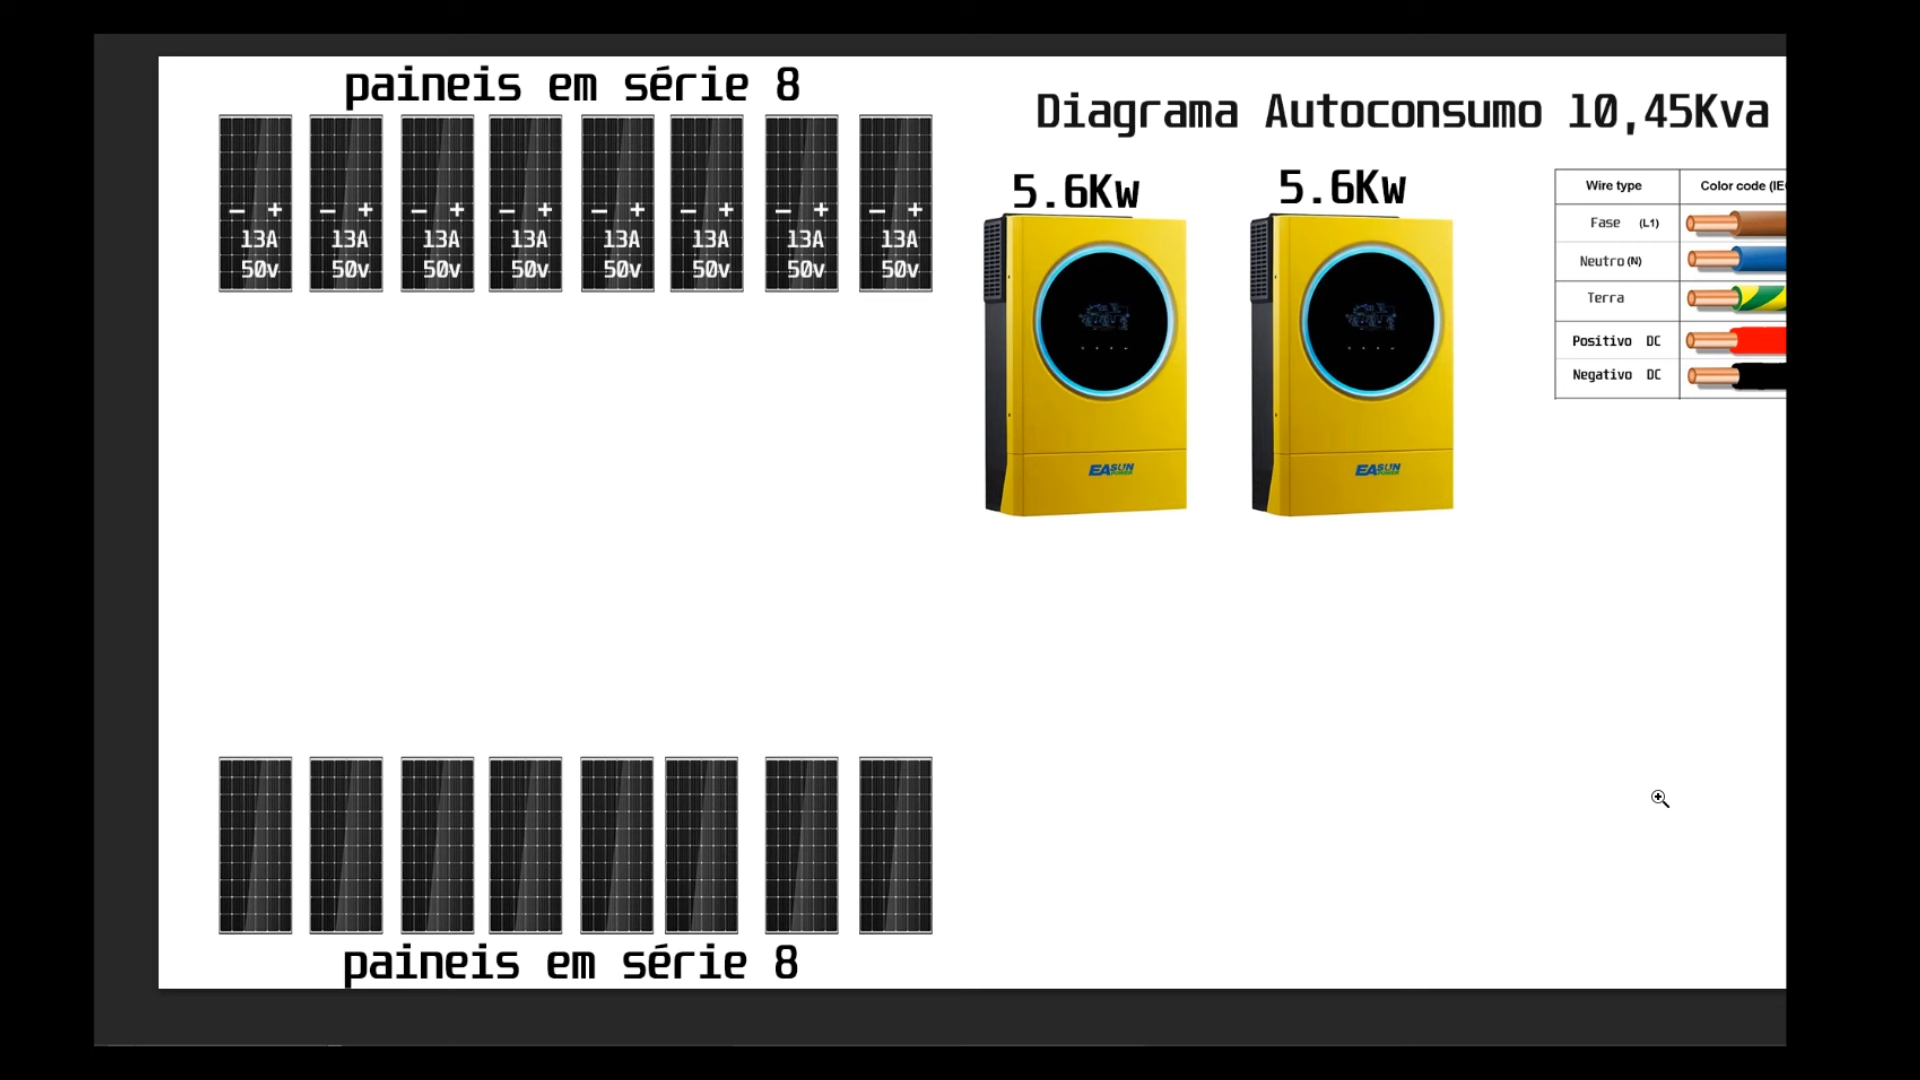 paineis em série 8
Diagrama Autoconsumo 10,45Kva
5.6Kw 5.6Kw
- + - + - + - + - + - + - + - +
13A 13A 13A 13A 13A 13A 13A 13A
50v 50v 50v 50v 50v 50v 50v 50v
Wire type Color code (IE
Fase (L1)
Neutro (N)
Terra
Positivo DC
Negativo DC
EASUN POWER EASUN POWER
paineis em série 8